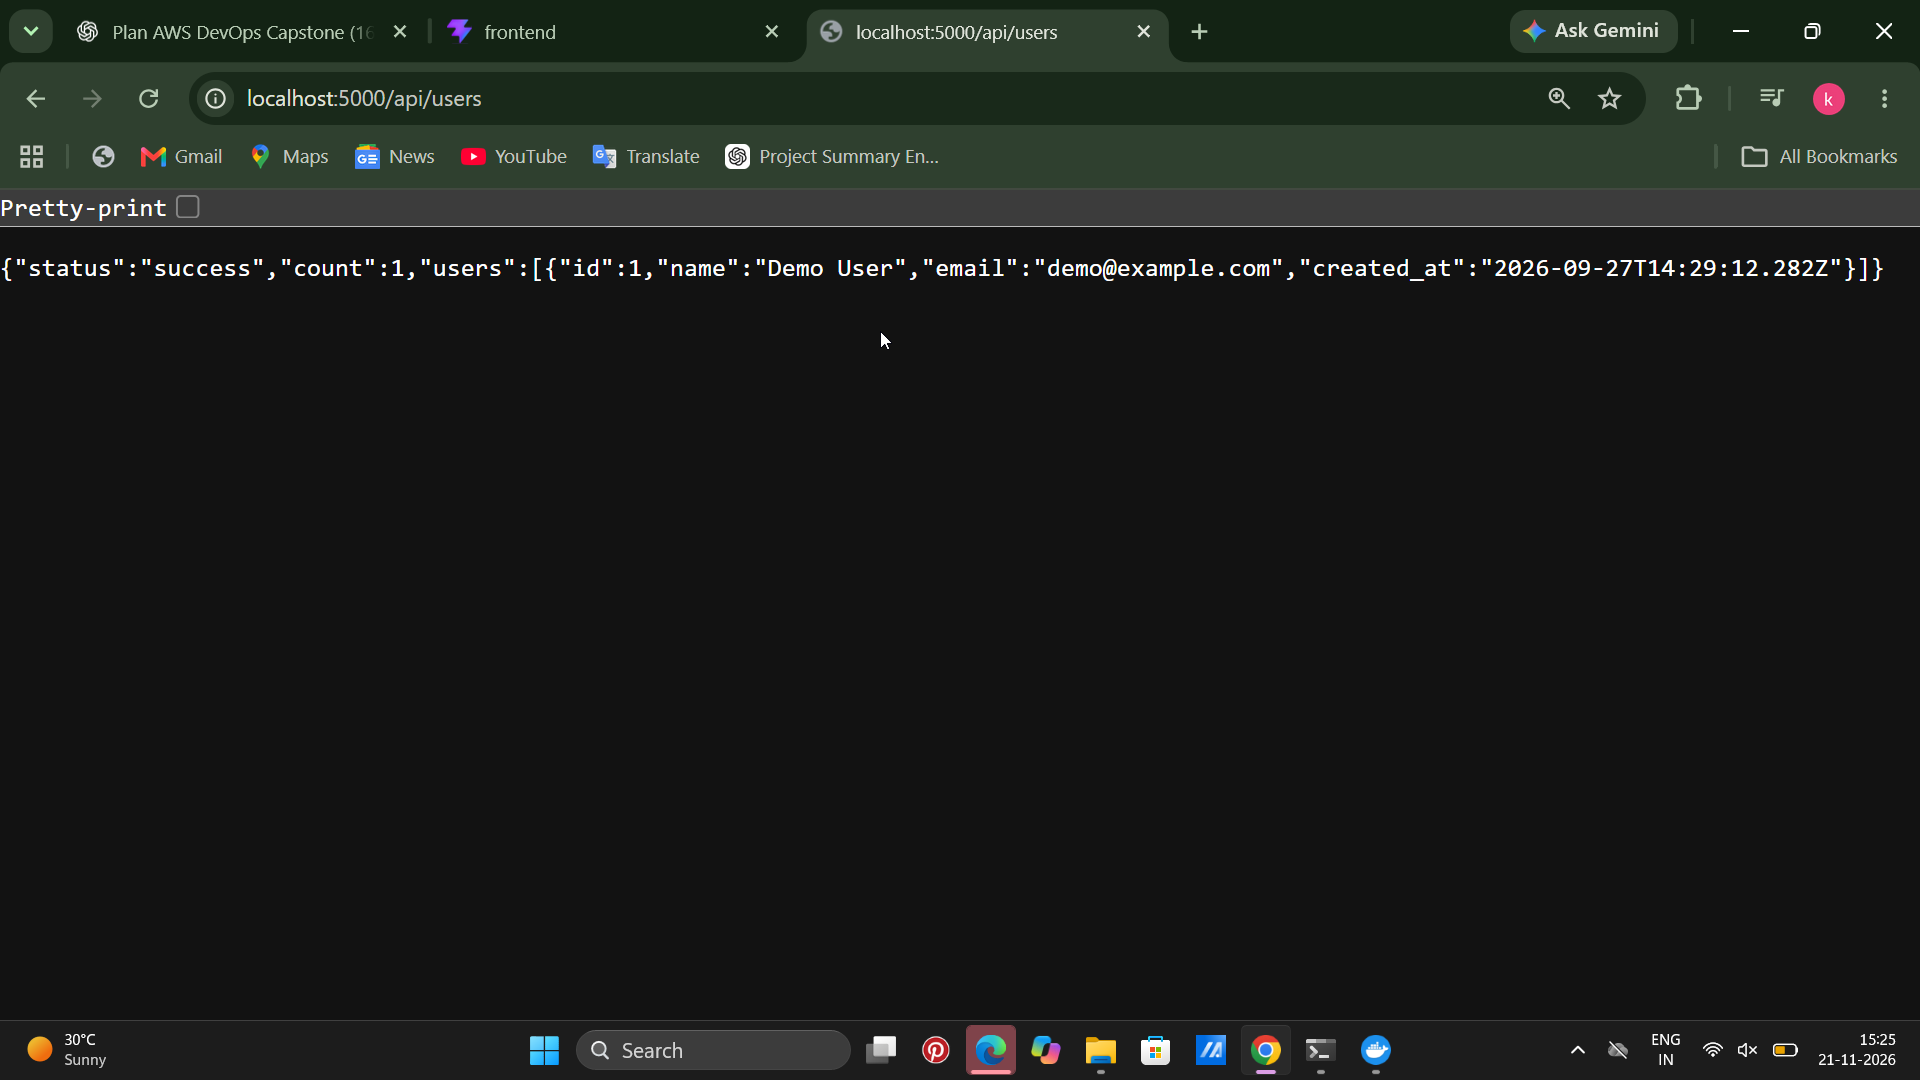 Plan AWS DevOps Capstone (16
frontend
localhost:5000/api/users
Ask Gemini
localhost:5000/api/users
k
Gmail
Maps
News
YouTube
Translate
Project Summary En...
All Bookmarks
Pretty-print
{"status":"success","count":1,"users":[{"id":1,"name":"Demo User","email":"demo@example.com","created_at":"2026-09-27T14:29:12.282Z"}]}
30°C
Sunny
Search
ENG
IN
15:25
21-11-2026